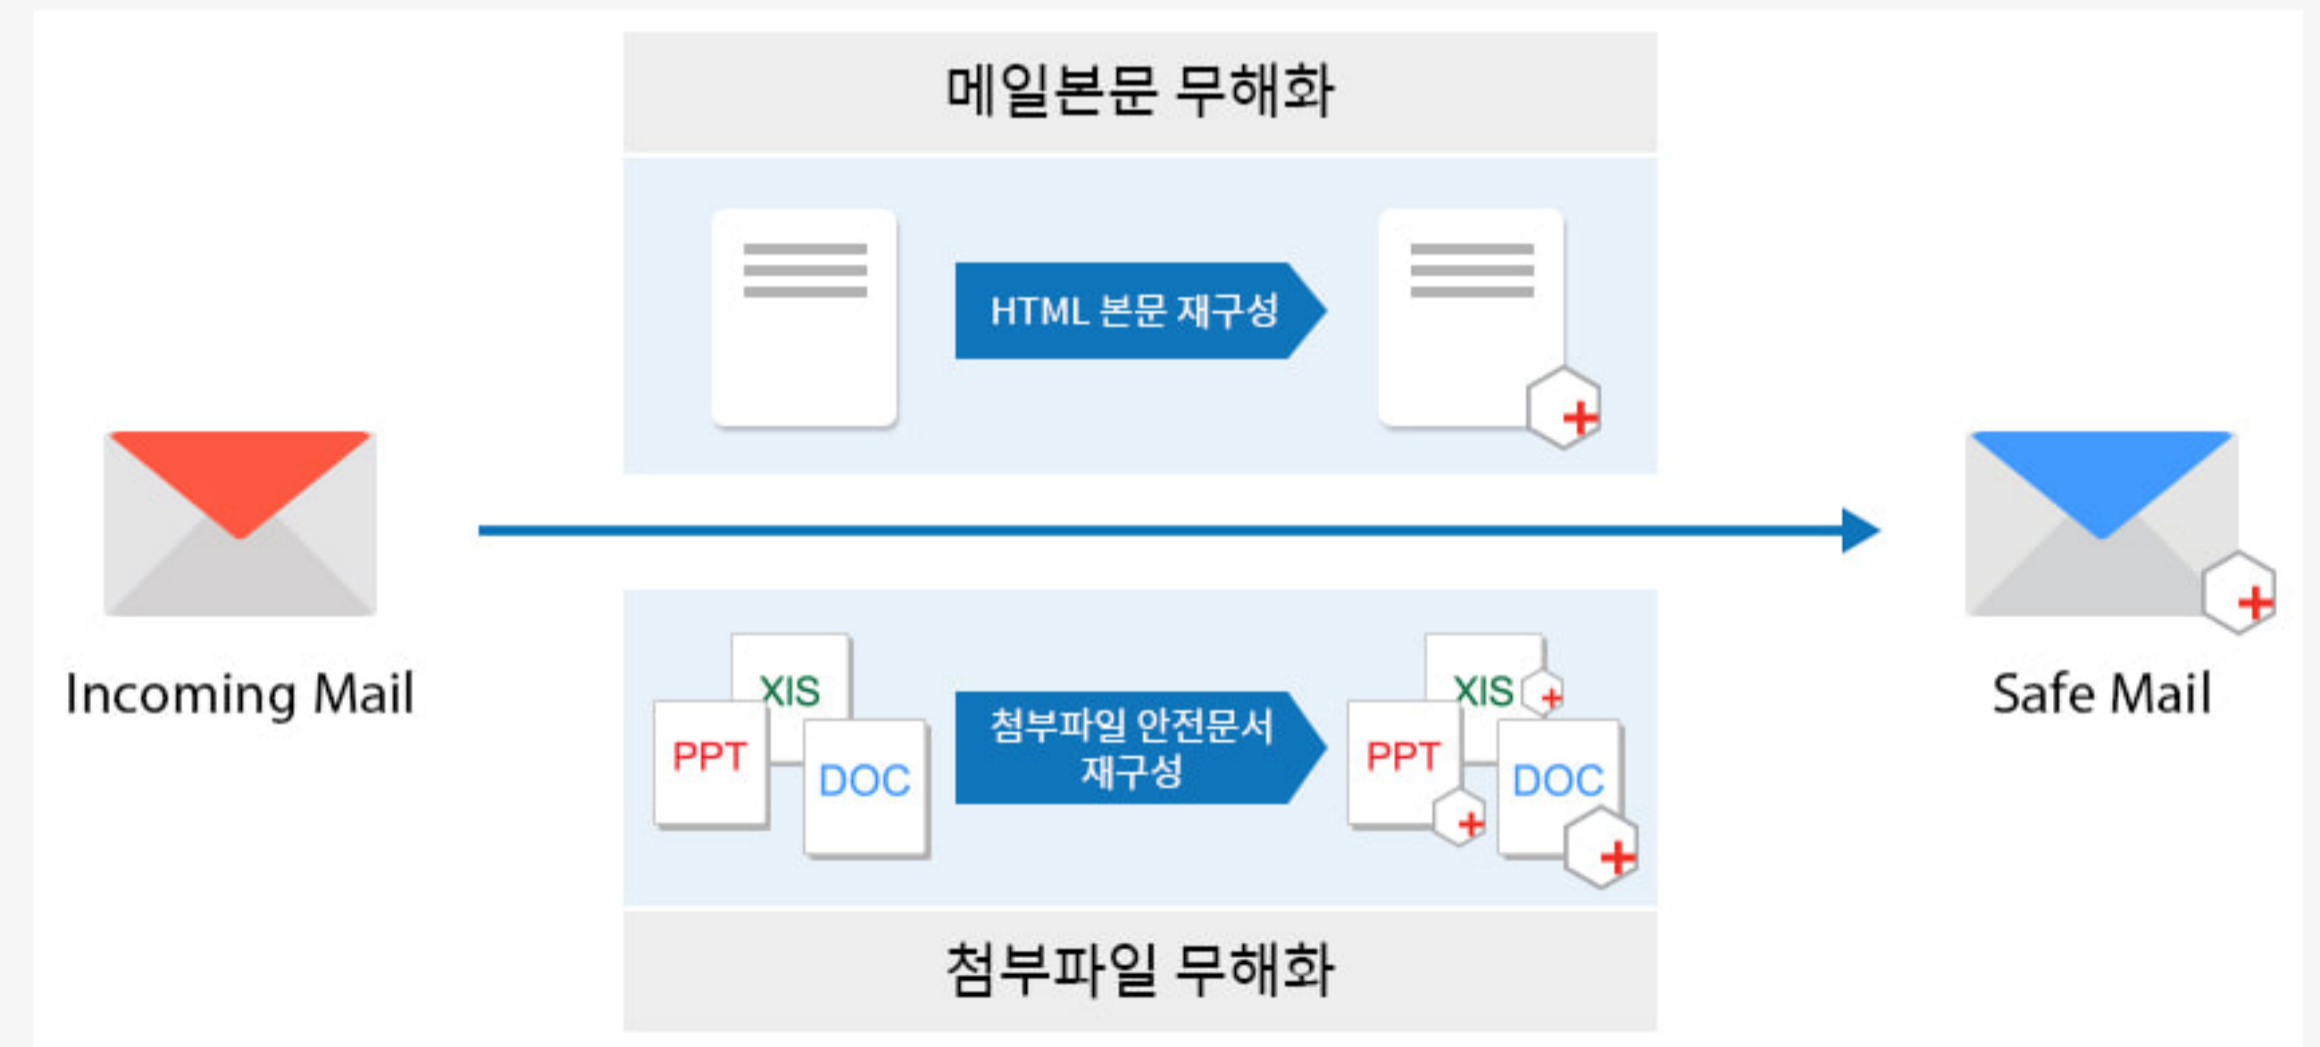 메일본문 무해화
HTML 본문 재구성
Incoming Mail
Safe Mail
XIS
PPT
DOC
첨부파일 안전문서
재구성
XIS
PPT
DOC
첨부파일 무해화